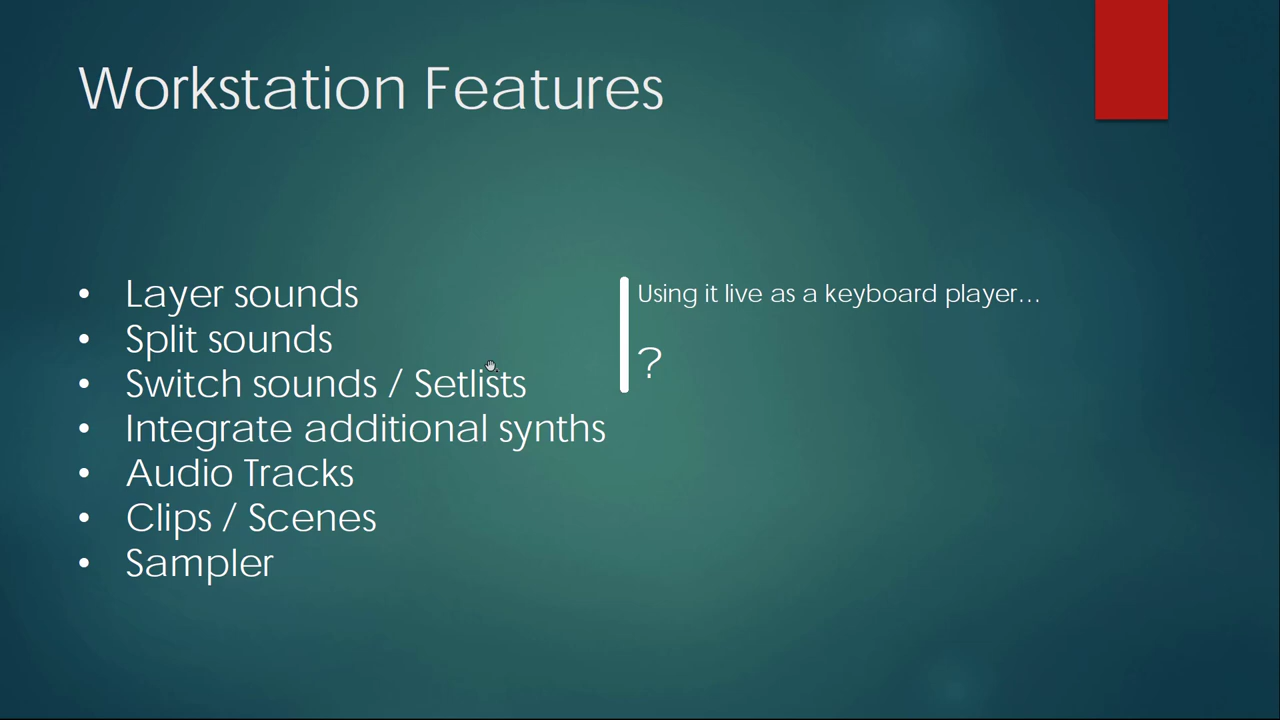 Workstation Features
• Layer sounds
• Split sounds
• Switch sounds / Setlists
• Integrate additional synths
• Audio Tracks
• Clips / Scenes
• Sampler
Using it live as a keyboard player...
?